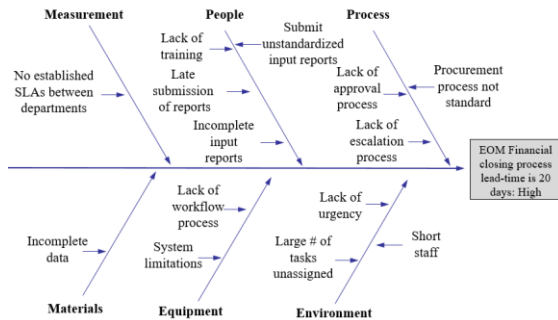 Measurement
People
Process
Lack of
training
Submit
unstandardized
input reports
No established
SLAs between
departments
Late
submission
of reports
Incomplete
input
reports
Lack of
approval
process
Procurement
process not
standard
Lack of
escalation
process
EOM Financial
closing process
lead-time is 20
days: High
Incomplete
data
Lack of
workflow
process
System
limitations
Lack of
urgency
Large # of
tasks
unassigned
Short
staff
Materials
Equipment
Environment